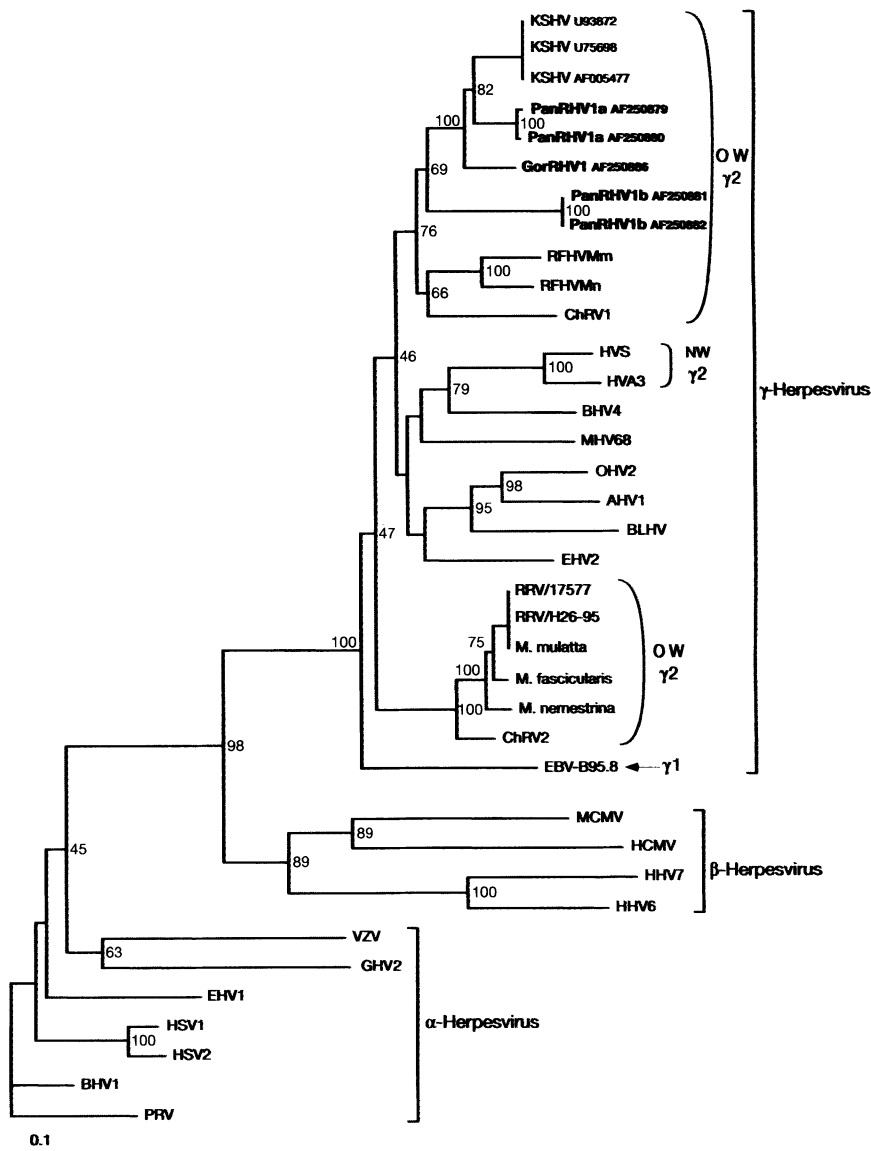 KSHV U93872
KSHV U75698
KSHV AF005477
82
PanRHV1a AF250879
100
100
PanRHV1a AF250880
O W
γ2
GorRHV1 AF250886
69
PanRHV1b AF250881
100
PanRHV1b AF250882
76
RFHVMm
100
RFHVMn
66
ChRV1
HVS
NW
46
100
γ2
HVA3
79
γ-Herpesvirus
BHV4
MHV68
OHV2
98
AHV1
95
BLHV
47
EHV2
RRV/17577
RRV/H26-95
75
M. mulatta
O W
γ2
100
M. fascicularis
100
M. nemestrina
ChRV2
100
EBV-B95.8
γ1
98
MCMV
89
HCMV
89
β-Herpesvirus
HHV7
100
HHV6
45
VZV
63
GHV2
EHV1
α-Herpesvirus
HSV1
100
HSV2
BHV1
PRV
0.1